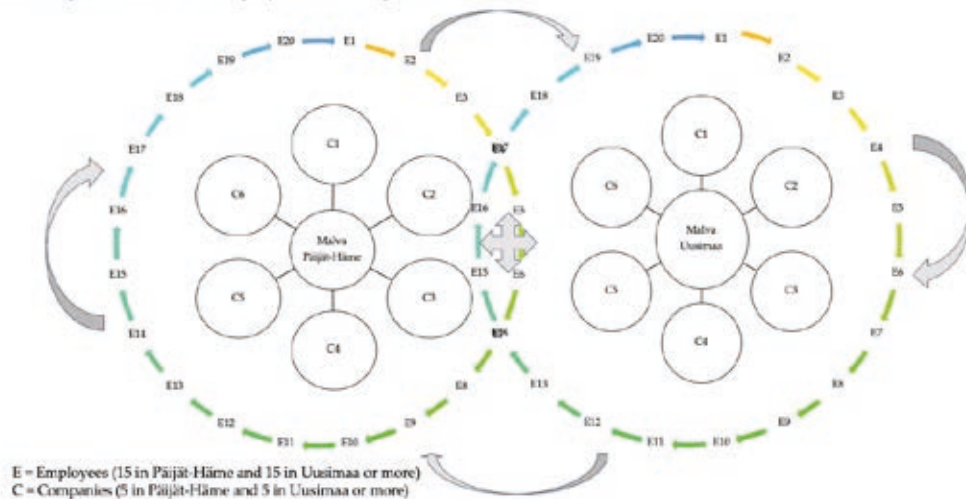 E20
E1
E2
E19
E18
E3
E17
E16
E15
E14
E13
E12
E11
E10
E9
E8
E6
C1
C2
C3
C4
C5
C6
Malva
Päijät-Häme
E20
E1
E2
E3
E4
E5
E6
E7
E8
E9
E10
E11
E12
E13
E15
E16
E18
E19
C1
C2
C3
C4
C5
Malva
Uusimaa
E = Employees (15 in Päijät-Häme and 15 in Uusimaa or more)
C = Companies (5 in Päijät-Häme and 5 in Uusimaa or more)